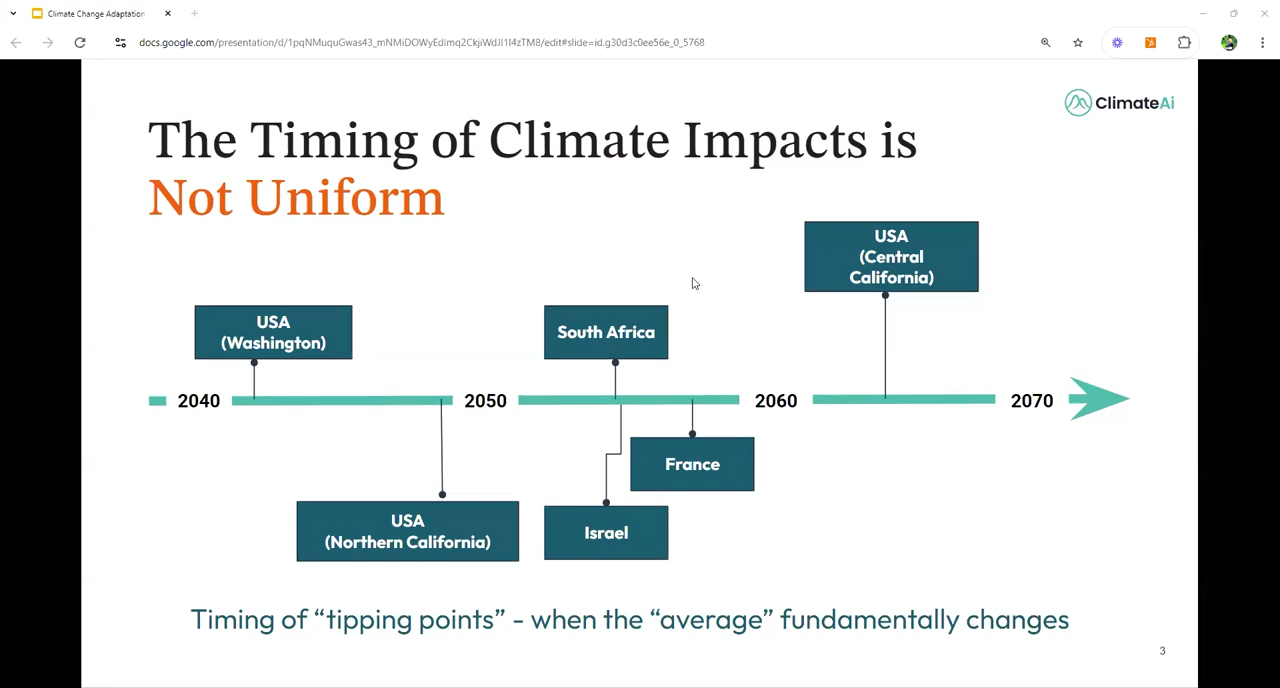 Climate Change Adaptation
docs.google.com/presentation/d/1pqNMuquGwas43_mNMiDOWyEdImq2CkjiWdJI1I4zTM8/edit#slide=id.g30d3c0ee56e_0_5768
ClimateAi
The Timing of Climate Impacts is
Not Uniform
USA
(Central
California)
USA
(Washington)
South Africa
2040
2050
2060
2070
France
USA
(Northern California)
Israel
Timing of “tipping points” - when the “average” fundamentally changes
3